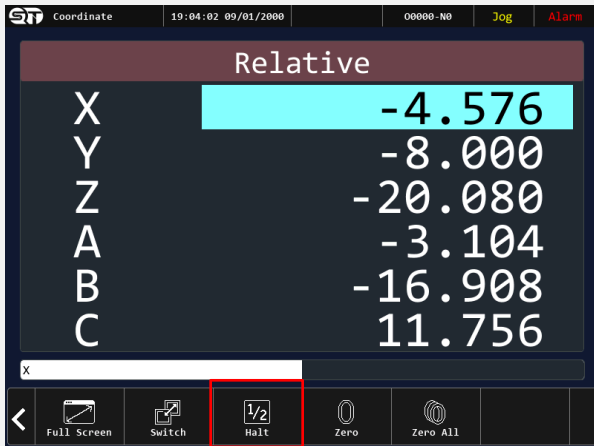 Coordinate 19:04:02 09/01/2000 O0000-N0 Jog Alarm
Relative
X -4.576
Y -8.000
Z -20.080
A -3.104
B -16.908
C 11.756
X
1/2
Full Screen Switch Halt Zero Zero All